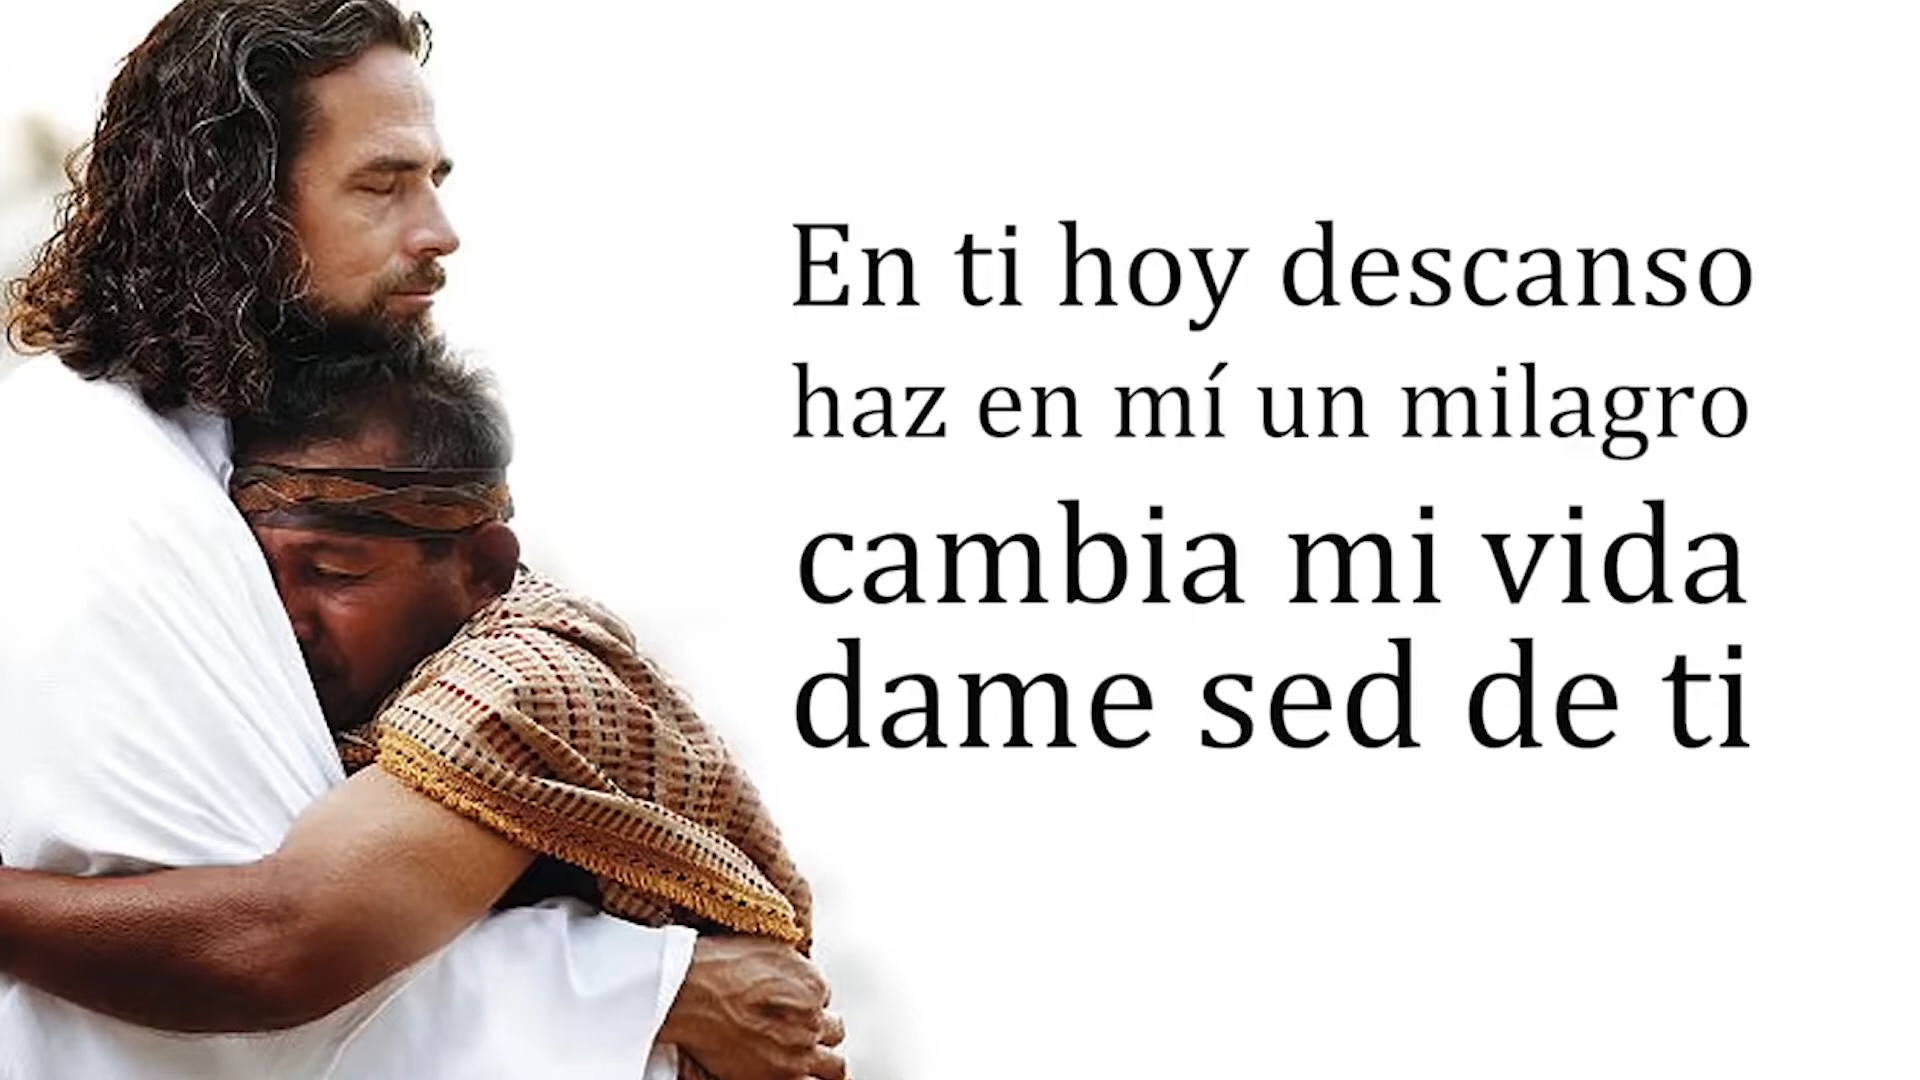 En ti hoy descanso
haz en mí un milagro
cambia mi vida
dame sed de ti